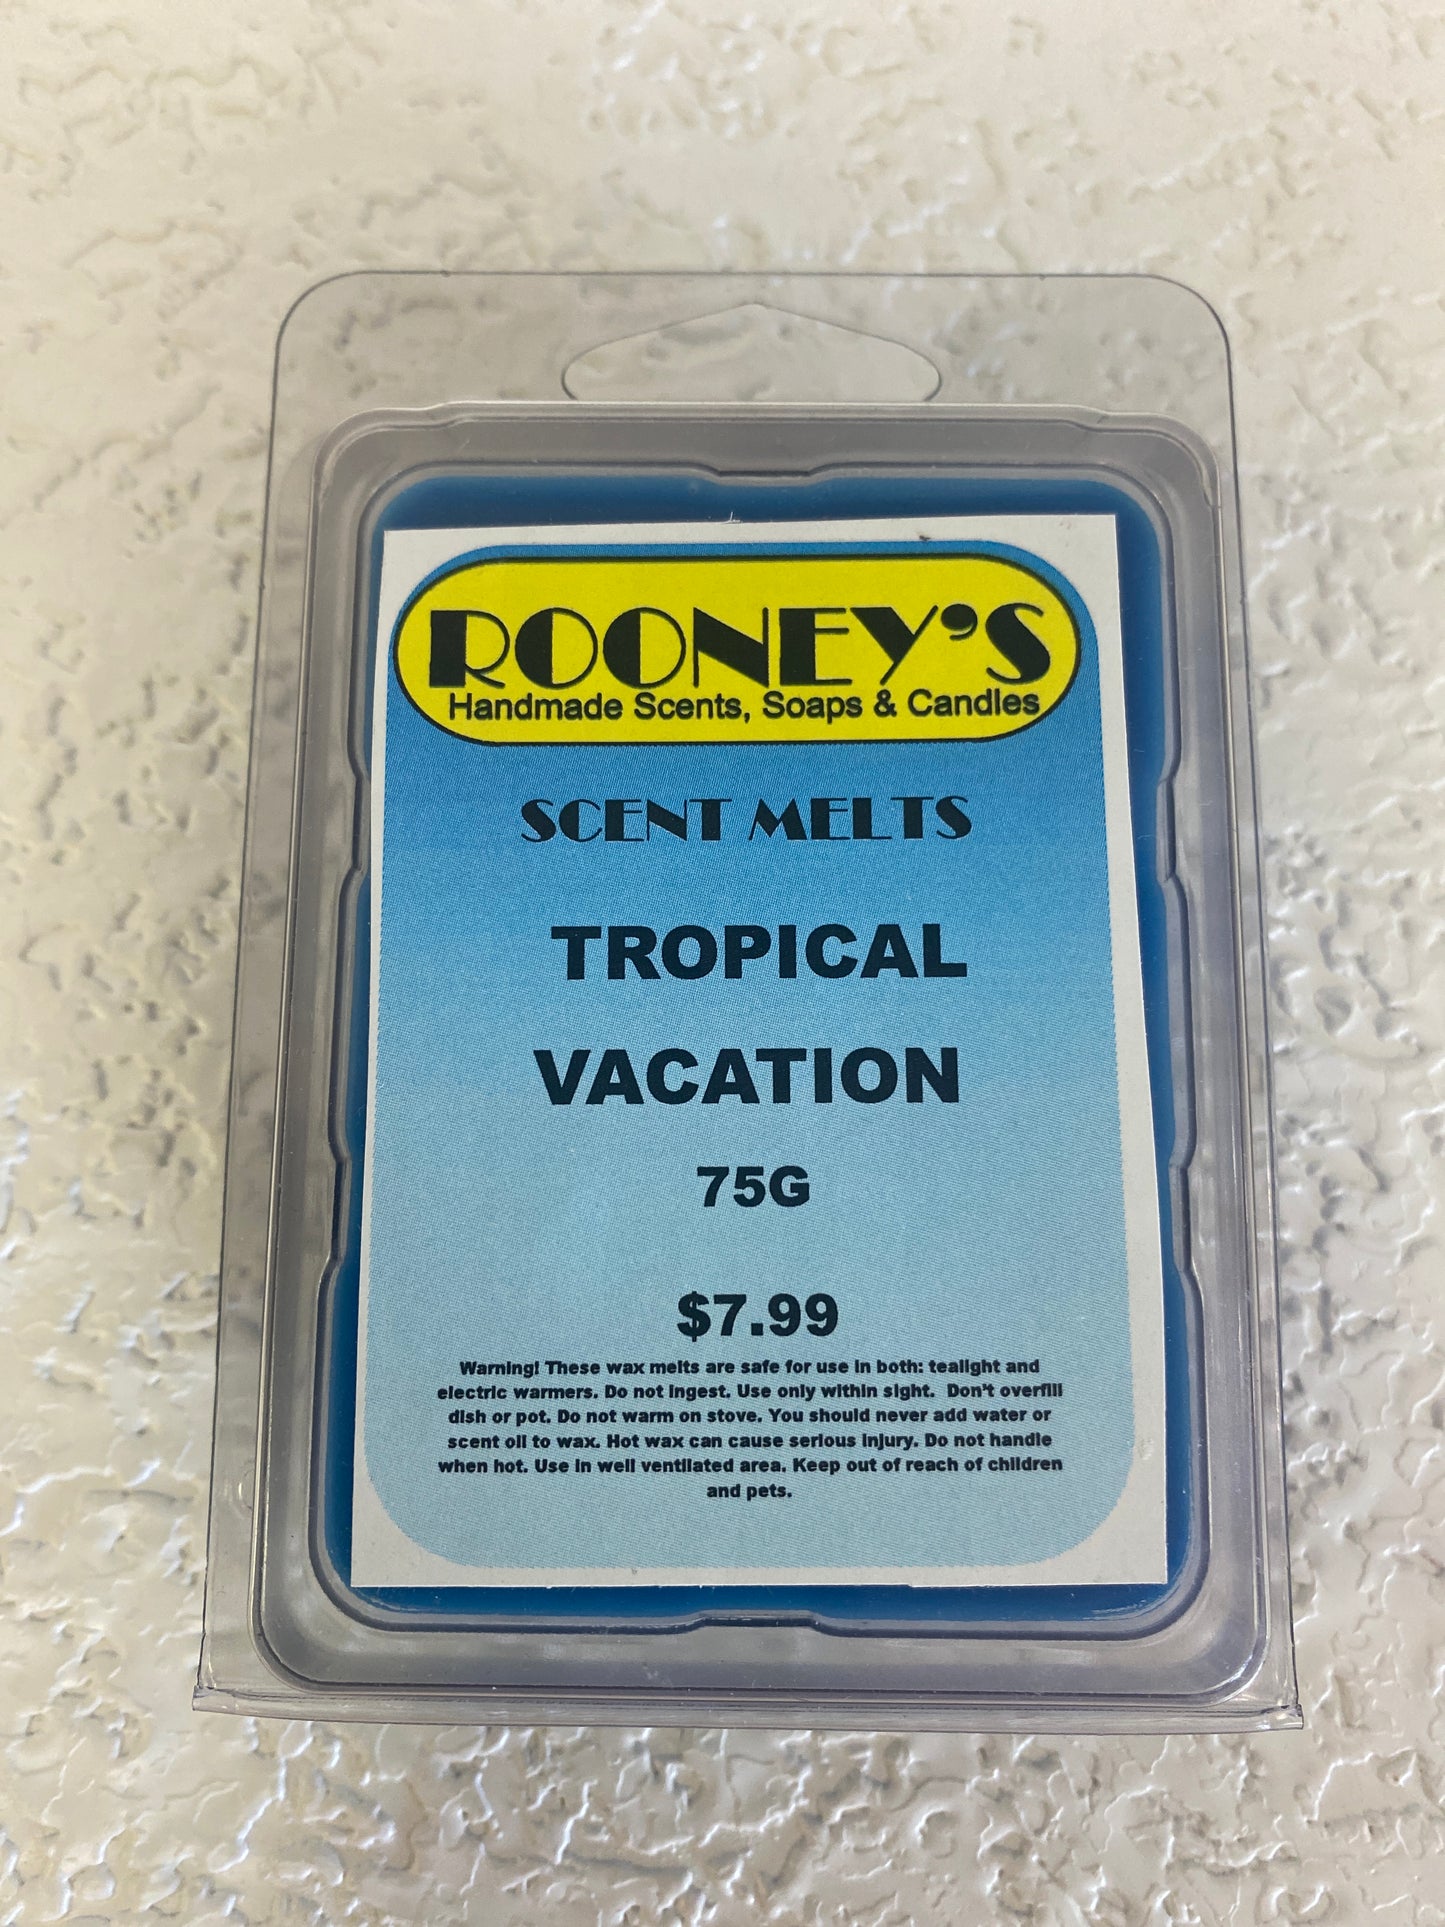 ROONEY'S
Handmade Scents, Soaps & Candles
SCENT MELTS
TROPICAL
VACATION
75G
$7.99
Warning! These wax melts are safe for use in both: tealight and
electric warmers. Do not ingest. Use only within sight. Don't overfill
dish or pot. Do not warm on stove. You should never add water or
scent oil to wax. Hot wax can cause serious injury. Do not handle
when hot. Use in well ventilated area. Keep out of reach of children
and pets.